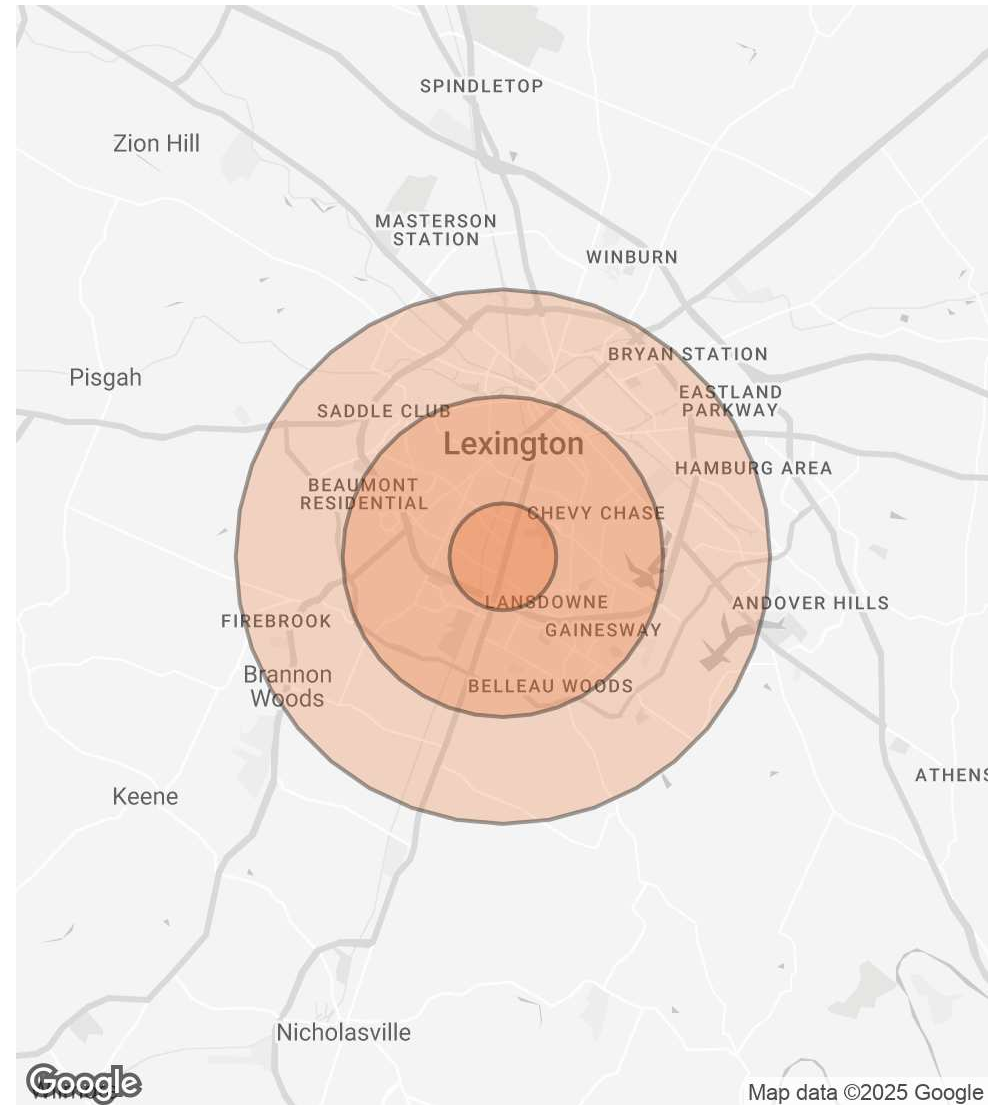 SPINDLETOP
Zion Hill
MASTERSON
STATION
WINBURN
BRYAN STATION
Pisgah
EASTLAND
PARKWAY
SADDLE CLUB
Lexington
HAMBURG AREA
BEAUMONT
RESIDENTIAL
CHEVY CHASE
LANSDOWNE
ANDOVER HILLS
FIREBROOK
GAINESWAY
Brannon
Woods
BELLEAU WOODS
ATHENS
Keene
Nicholasville
Google
Map data ©2025 Google